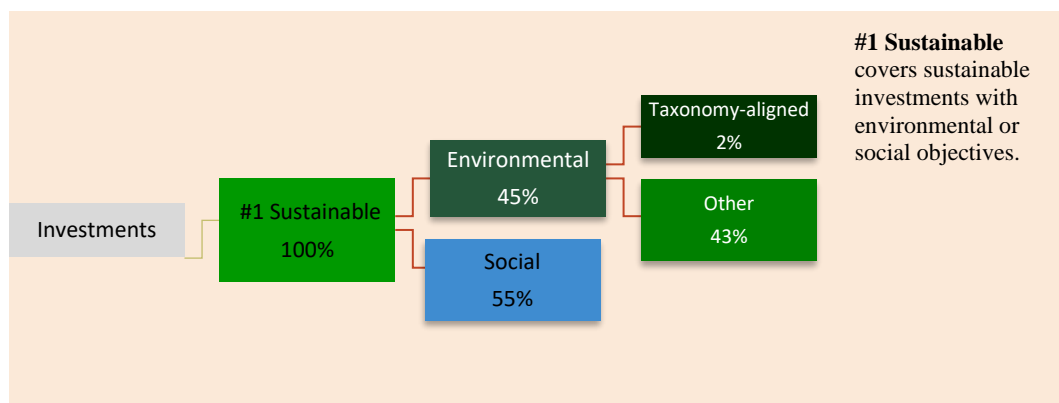 Investments
#1 Sustainable
100%
Environmental
45%
Social
55%
Taxonomy-aligned
2%
Other
43%
#1 Sustainable
covers sustainable
investments with
environmental or
social objectives.